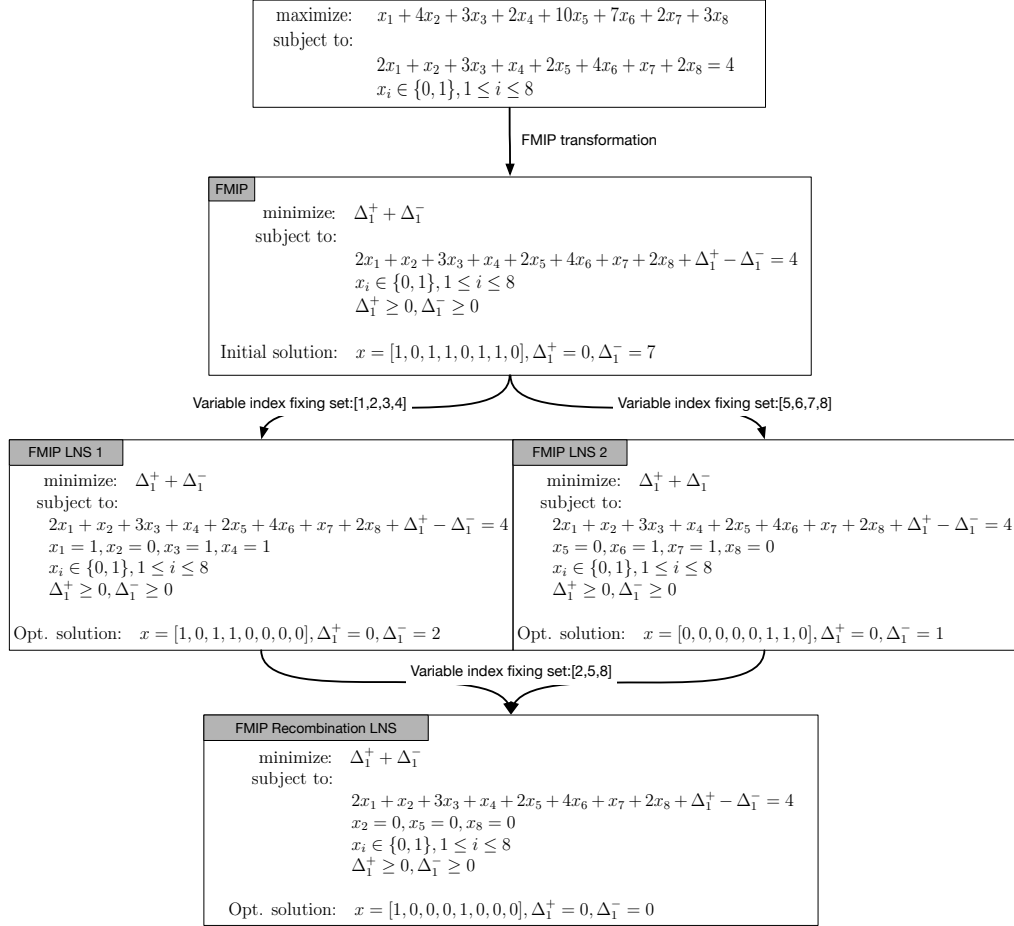 maximize: x_1 + 4x_2 + 3x_3 + 2x_4 + 10x_5 + 7x_6 + 2x_7 + 3x_8
subject to:
2x_1 + x_2 + 3x_3 + x_4 + 2x_5 + 4x_6 + x_7 + 2x_8 = 4
x_i ∈ {0, 1}, 1 ≤ i ≤ 8
FMIP transformation
FMIP
minimize: Δ_1^+ + Δ_1^-
subject to:
2x_1 + x_2 + 3x_3 + x_4 + 2x_5 + 4x_6 + x_7 + 2x_8 + Δ_1^+ − Δ_1^- = 4
x_i ∈ {0, 1}, 1 ≤ i ≤ 8
Δ_1^+ ≥ 0, Δ_1^- ≥ 0
Initial solution: x = [1, 0, 1, 1, 0, 1, 1, 0], Δ_1^+ = 0, Δ_1^- = 7
Variable index fixing set:[1,2,3,4]
Variable index fixing set:[5,6,7,8]
FMIP LNS 1
minimize: Δ_1^+ + Δ_1^-
subject to:
2x_1 + x_2 + 3x_3 + x_4 + 2x_5 + 4x_6 + x_7 + 2x_8 + Δ_1^+ − Δ_1^- = 4
x_1 = 1, x_2 = 0, x_3 = 1, x_4 = 1
x_i ∈ {0, 1}, 1 ≤ i ≤ 8
Δ_1^+ ≥ 0, Δ_1^- ≥ 0
Opt. solution: x = [1, 0, 1, 1, 0, 0, 0, 0], Δ_1^+ = 0, Δ_1^- = 2
FMIP LNS 2
minimize: Δ_1^+ + Δ_1^-
subject to:
2x_1 + x_2 + 3x_3 + x_4 + 2x_5 + 4x_6 + x_7 + 2x_8 + Δ_1^+ − Δ_1^- = 4
x_5 = 0, x_6 = 1, x_7 = 1, x_8 = 0
x_i ∈ {0, 1}, 1 ≤ i ≤ 8
Δ_1^+ ≥ 0, Δ_1^- ≥ 0
Opt. solution: x = [0, 0, 0, 0, 0, 1, 1, 0], Δ_1^+ = 0, Δ_1^- = 1
Variable index fixing set:[2,5,8]
FMIP Recombination LNS
minimize: Δ_1^+ + Δ_1^-
subject to:
2x_1 + x_2 + 3x_3 + x_4 + 2x_5 + 4x_6 + x_7 + 2x_8 + Δ_1^+ − Δ_1^- = 4
x_2 = 0, x_5 = 0, x_8 = 0
x_i ∈ {0, 1}, 1 ≤ i ≤ 8
Δ_1^+ ≥ 0, Δ_1^- ≥ 0
Opt. solution: x = [1, 0, 0, 0, 1, 0, 0, 0], Δ_1^+ = 0, Δ_1^- = 0